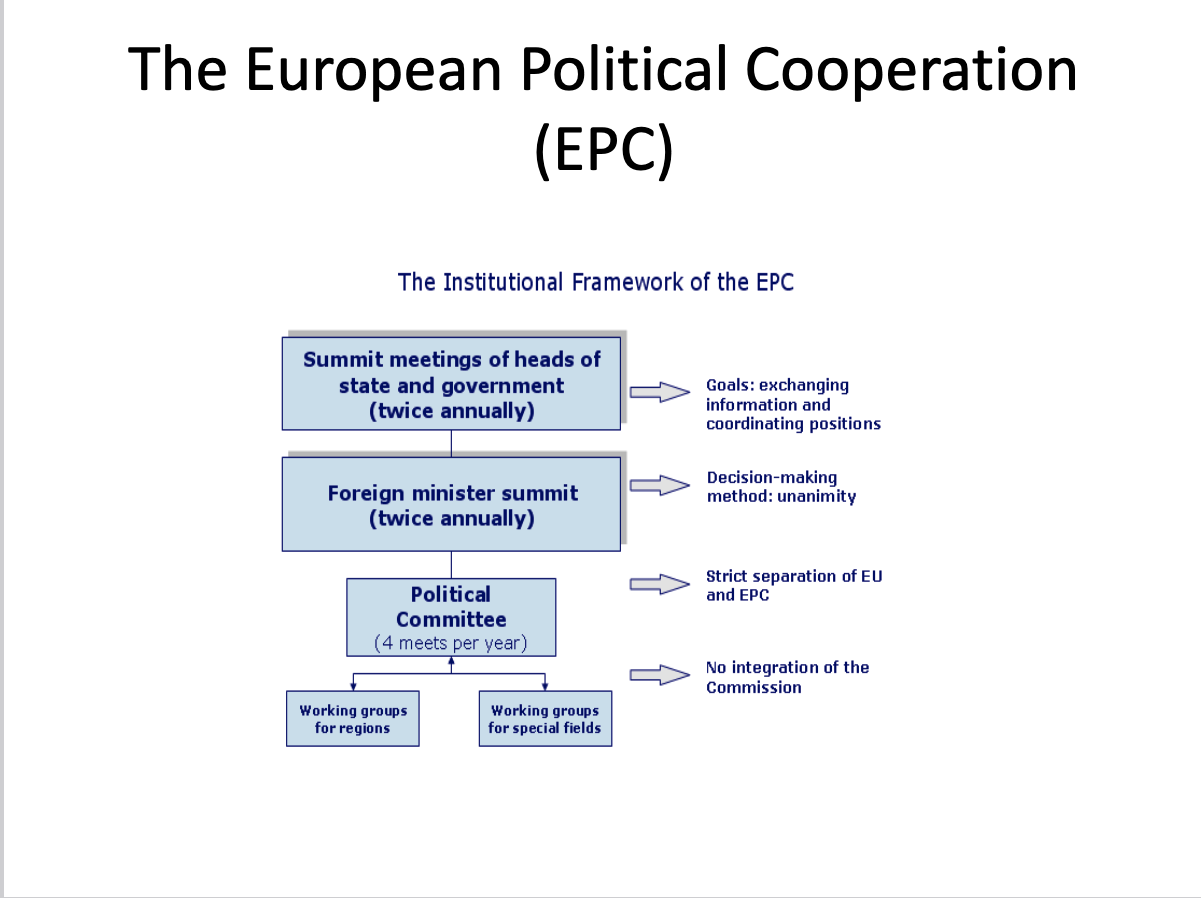 The European Political Cooperation
(EPC)
The Institutional Framework of the EPC
Summit meetings of heads of
state and government
(twice annually)
Goals: exchanging
information and
coordinating positions
Foreign minister summit
(twice annually)
Decision-making
method: unanimity
Political
Committee
(4 meets per year)
Strict separation of EU
and EPC
No integration of the
Commission
Working groups
for regions
Working groups
for special fields